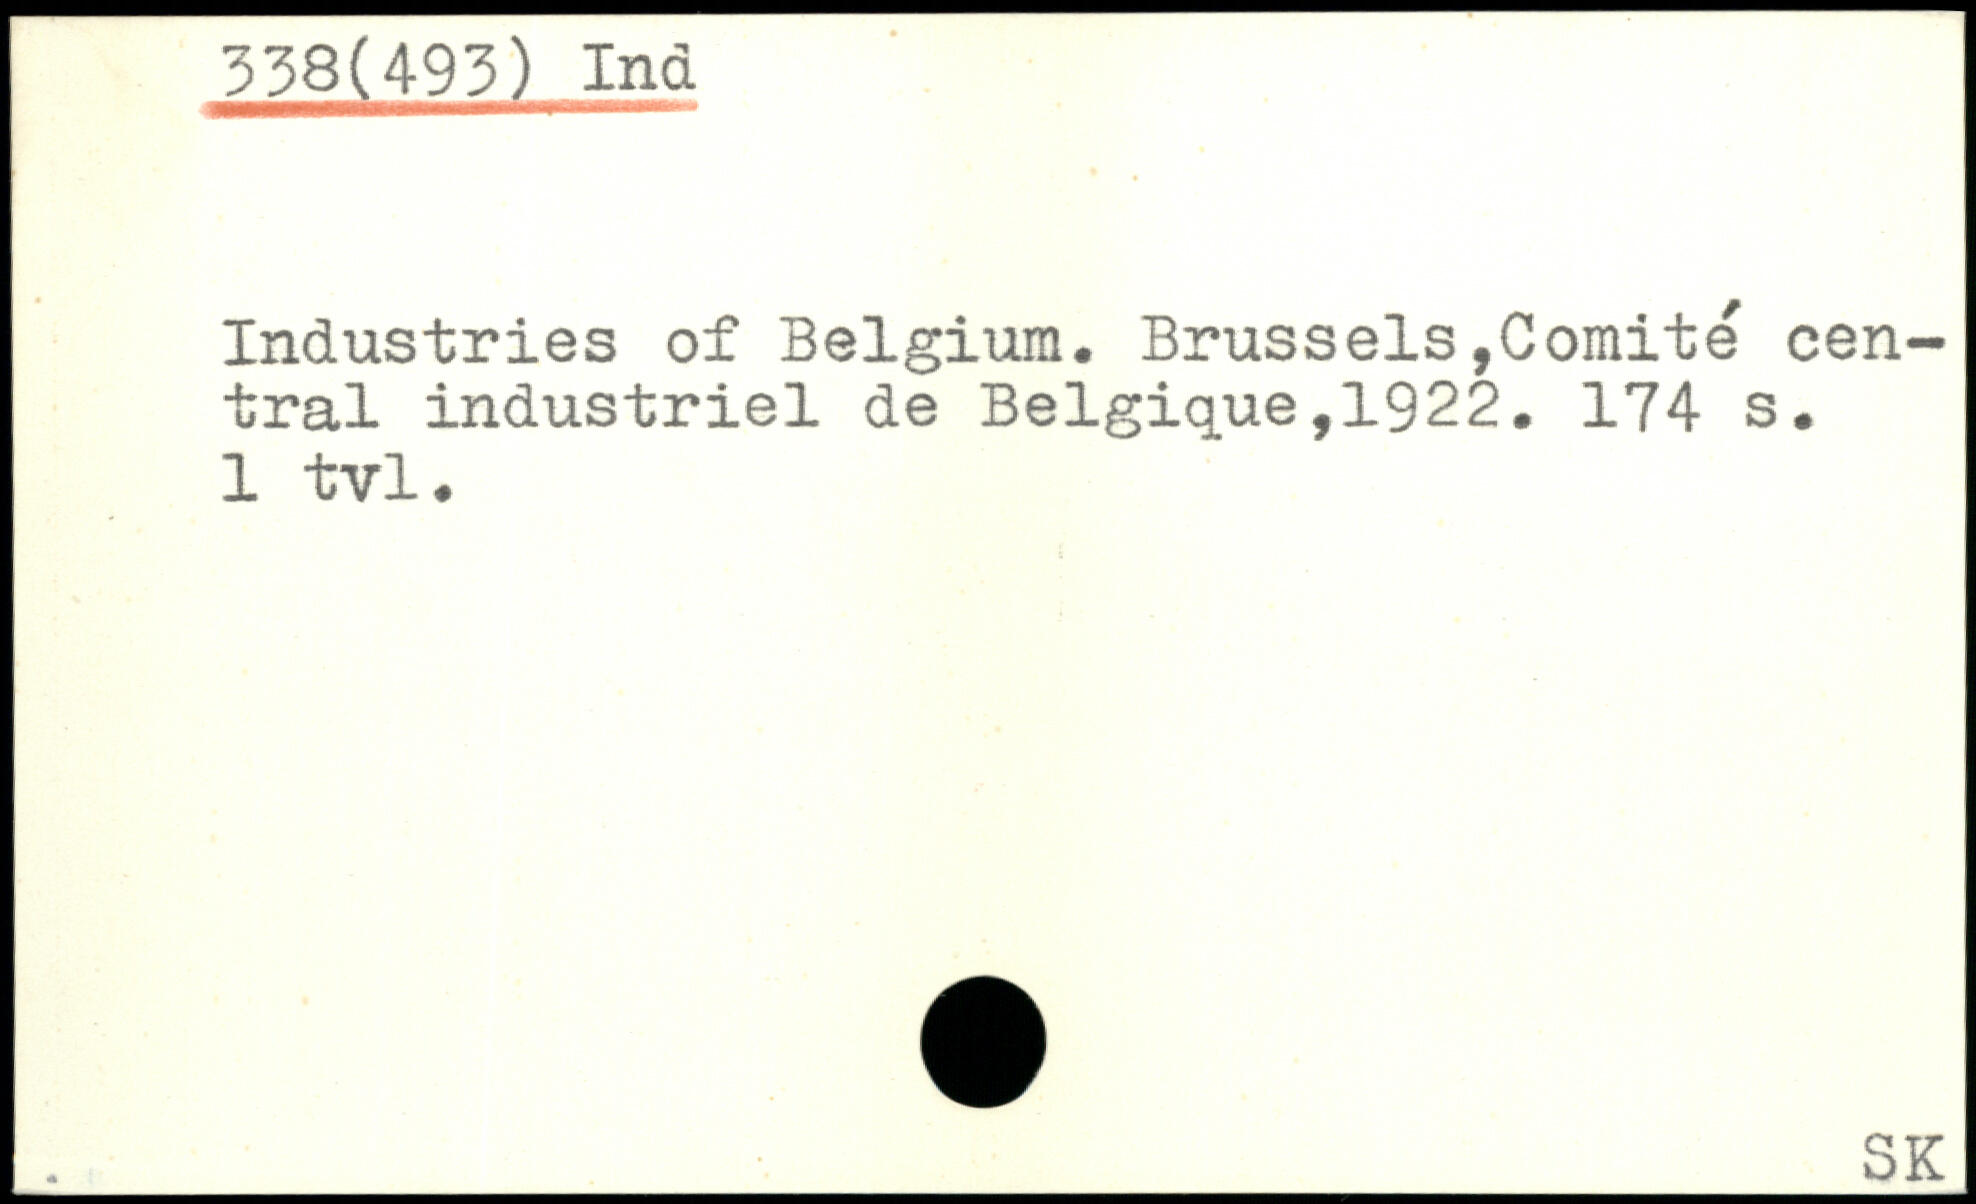 338(493) Ind
Industries of Belgium. Brussels,Comité cen-
tral industriel de Belgique,1922. 174 s.
1 tvl.
SK